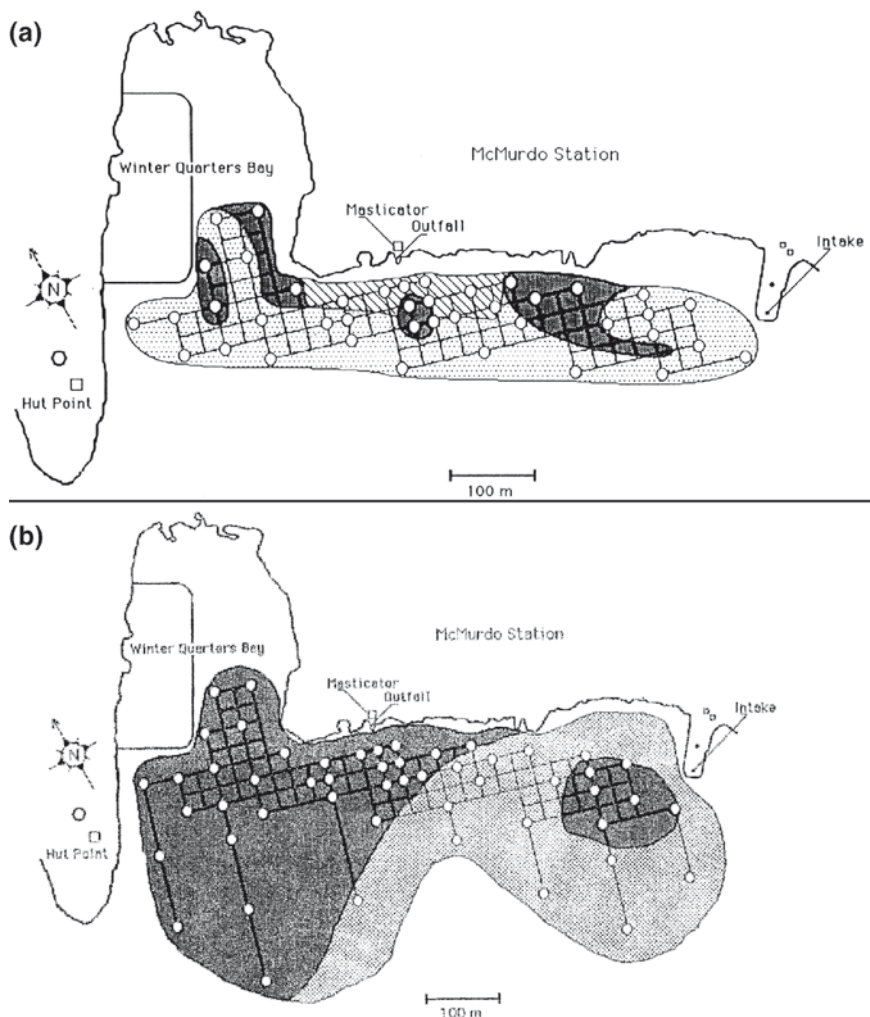 (a)
Winter Quarters Bay
McMurdo Station
Masticator
Outfall
Intake
N
Hut Point
100 m
(b)
McMurdo Station
Winter Quarters Bay
Masticator
Outfall
Intake
N
Hut Point
100 m